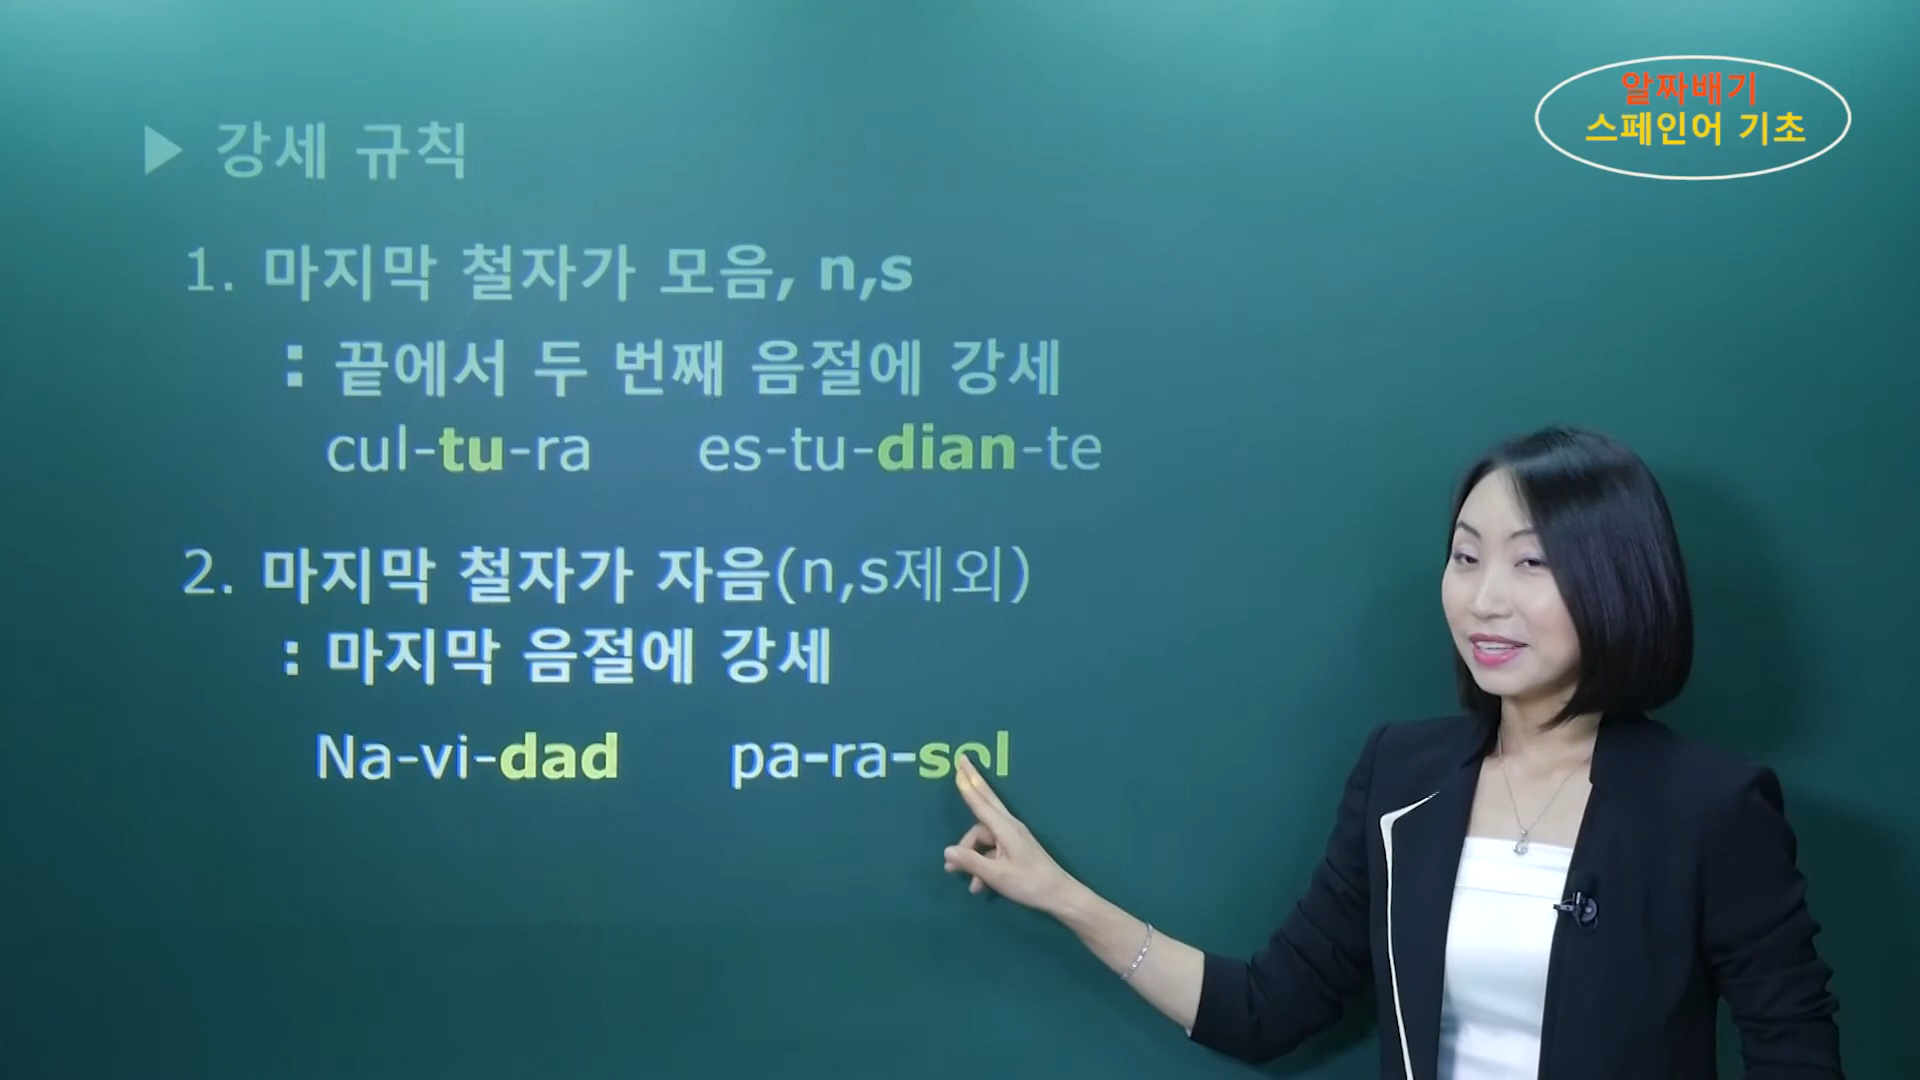 알짜배기
스페인어 기초
▶ 강세 규칙
1. 마지막 철자가 모음, n,s
: 끝에서 두 번째 음절에 강세
cul-tu-ra es-tu-dian-te
2. 마지막 철자가 자음(n,s제외)
: 마지막 음절에 강세
Na-vi-dad pa-ra-sol